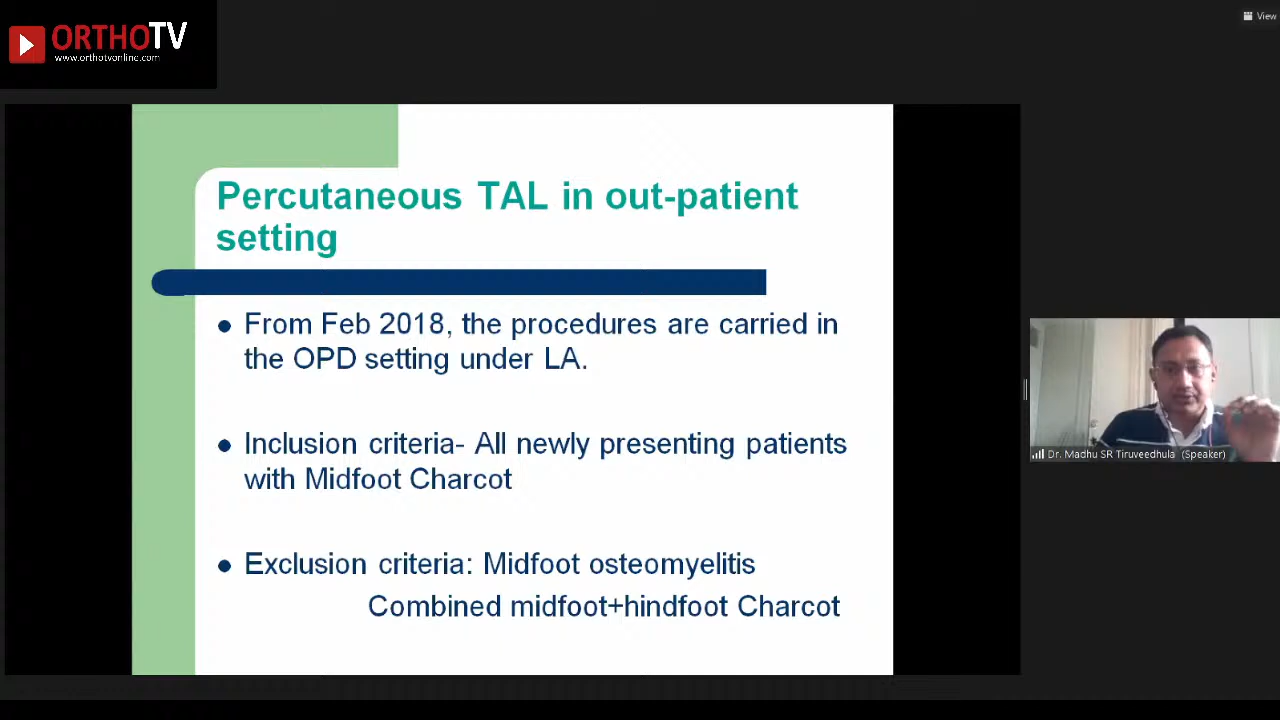 ORTHOTV
www.orthotvonline.com
View
Percutaneous TAL in out-patient
setting
From Feb 2018, the procedures are carried in
the OPD setting under LA.
Inclusion criteria- All newly presenting patients
with Midfoot Charcot
Exclusion criteria: Midfoot osteomyelitis
Combined midfoot+hindfoot Charcot
Dr. Madhu SR Tiruveedhula (Speaker)